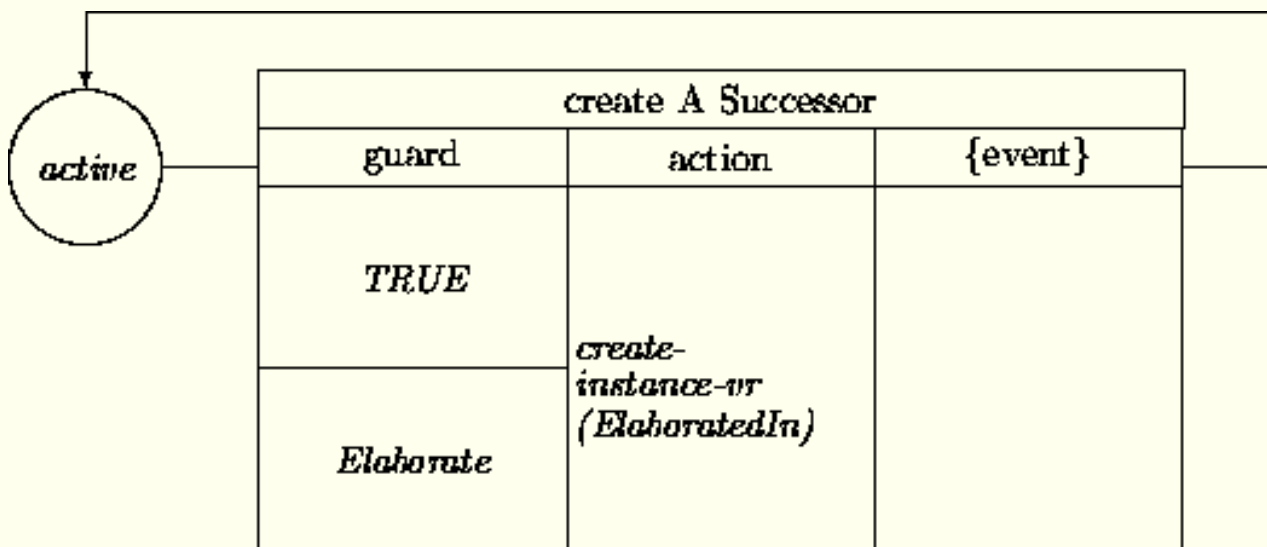 create A Successor
active
guard
action
{event}
TRUE
create-
instance-vr
(ElaboratedIn)
Elaborate